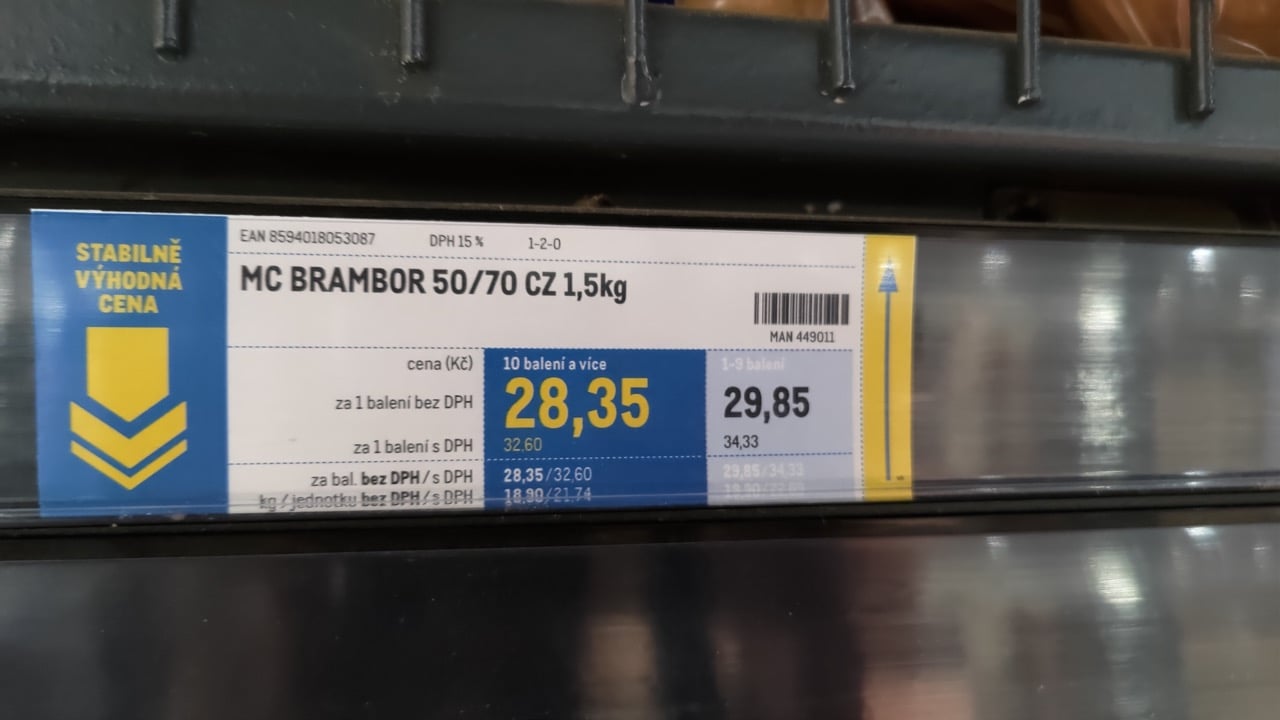 STABILNĚ
VÝHODNÁ
CENA
EAN 8594018053087 DPH 15 % 1-2-0
MC BRAMBOR 50/70 CZ 1,5kg
MAN 449011
cena (Kč) 10 balení a více 1-9 balení
za 1 balení bez DPH 28,35 29,85
za 1 balení s DPH 32,60 34,33
za bal. bez DPH / s DPH 28,35 / 32,60 29,85 / 34,33
kg / jednotku bez DPH / s DPH 18,90 / 21,74